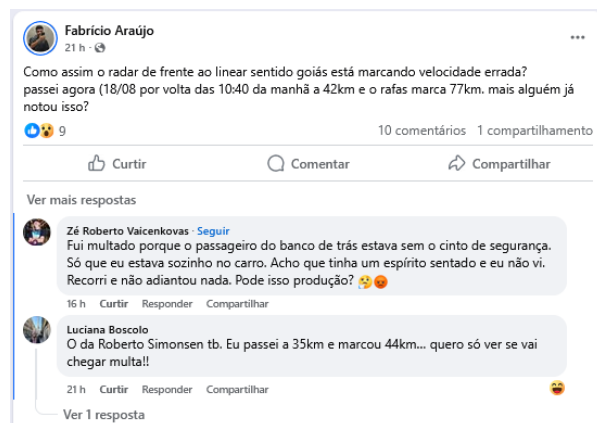 Fabrício Araújo
21 h ·
Como assim o radar de frente ao linear sentido goiás está marcando velocidade errada?
passei agora (18/08 por volta das 10:40 da manhã a 42km e o rafas marca 77km. mais alguém já
notou isso?
9
10 comentários 1 compartilhamento
Curtir Comentar Compartilhar
Ver mais respostas
Zé Roberto Vaicenkovas · Seguir
Fui multado porque o passageiro do banco de trás estava sem o cinto de segurança.
Só que eu estava sozinho no carro. Acho que tinha um espírito sentado e eu não vi.
Recorri e não adiantou nada. Pode isso produção? 🤔😡
16 h Curtir Responder Compartilhar
Luciana Boscolo
O da Roberto Simonsen tb. Eu passei a 35km e marcou 44km... quero só ver se vai
chegar multa!!
21 h Curtir Responder Compartilhar
Ver 1 resposta